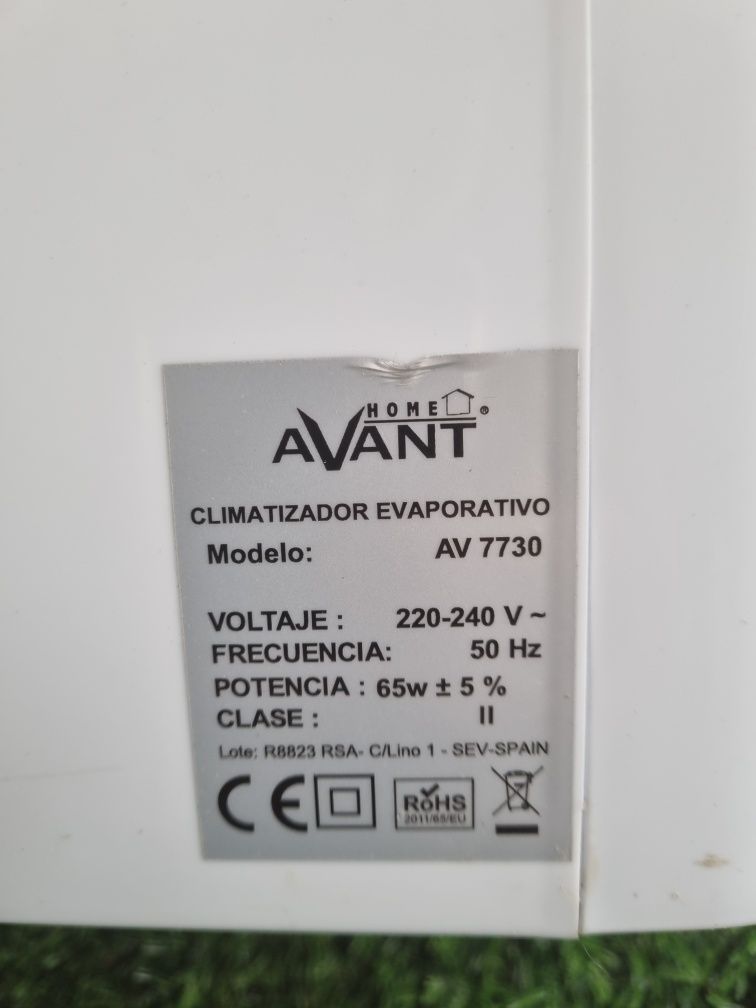 HOME
AVANT®
CLIMATIZADOR EVAPORATIVO
Modelo: AV 7730
VOLTAJE : 220-240 V ~
FRECUENCIA: 50 Hz
POTENCIA : 65w ± 5 %
CLASE : II
Lote: R8823 RSA- C/Lino 1 - SEV-SPAIN
CE RoHS
2011/65/EU